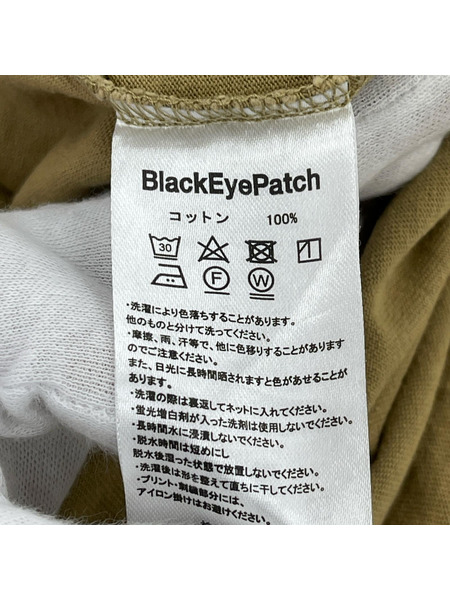 BlackEyePatch
コットン 100%
30
F W
・洗濯により色落ちすることがあります。
他のものと分けて洗ってください。
・摩擦、雨、汗等で、他に色移りすることがあります
のでご注意ください。
また、日光に長時間晒されますと色があせることが
あります。
・洗濯の際は裏返してネットに入れてください。
・蛍光増白剤が入った洗剤は使用しないでください。
・長時間水に浸漬しないでください。
・脱水時間は短めにし
脱水後湿った状態で放置しないでください。
・洗濯後は形を整えて直ちに干してください。
・プリント・刺繍部分には、
アイロン掛けはお避けください。